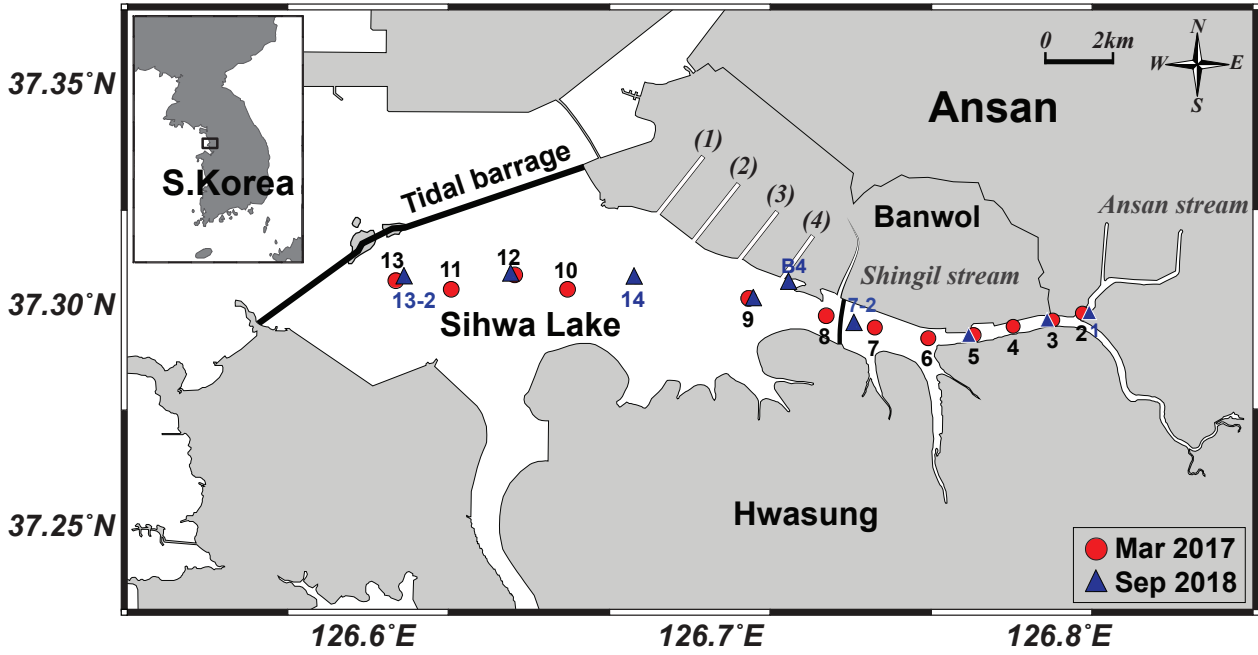 37.35°N
37.30°N
37.25°N
126.6°E
126.7°E
126.8°E
S.Korea
0 2km
N
W
E
S
Ansan
Tidal barrage
(1)
(2)
(3)
(4)
Banwol
Ansan stream
Shingil stream
B4
13
11
12
10
13-2
14
9
8
7-2
7
6
5
4
3
2
1
Sihwa Lake
Hwasung
Mar 2017
Sep 2018